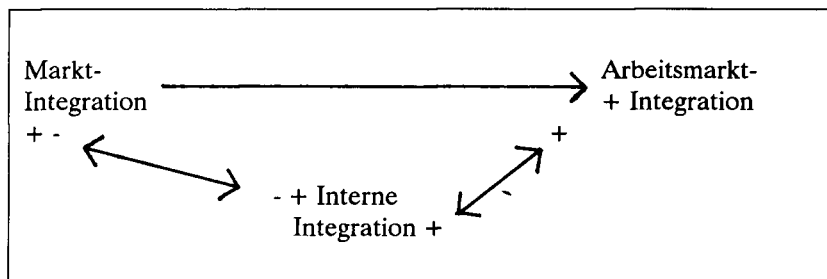 Markt-
Integration
+ -
Arbeitsmarkt-
+ Integration
+
-
- + Interne
Integration +